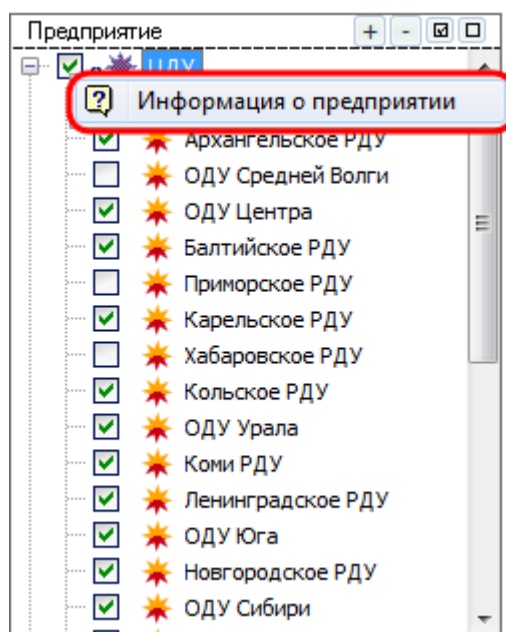 Предприятие + -
ЦДУ
Информация о предприятии
Архангельское РДУ
ОДУ Средней Волги
ОДУ Центра
Балтийское РДУ
Приморское РДУ
Карельское РДУ
Хабаровское РДУ
Кольское РДУ
ОДУ Урала
Коми РДУ
Ленинградское РДУ
ОДУ Юга
Новгородское РДУ
ОДУ Сибири